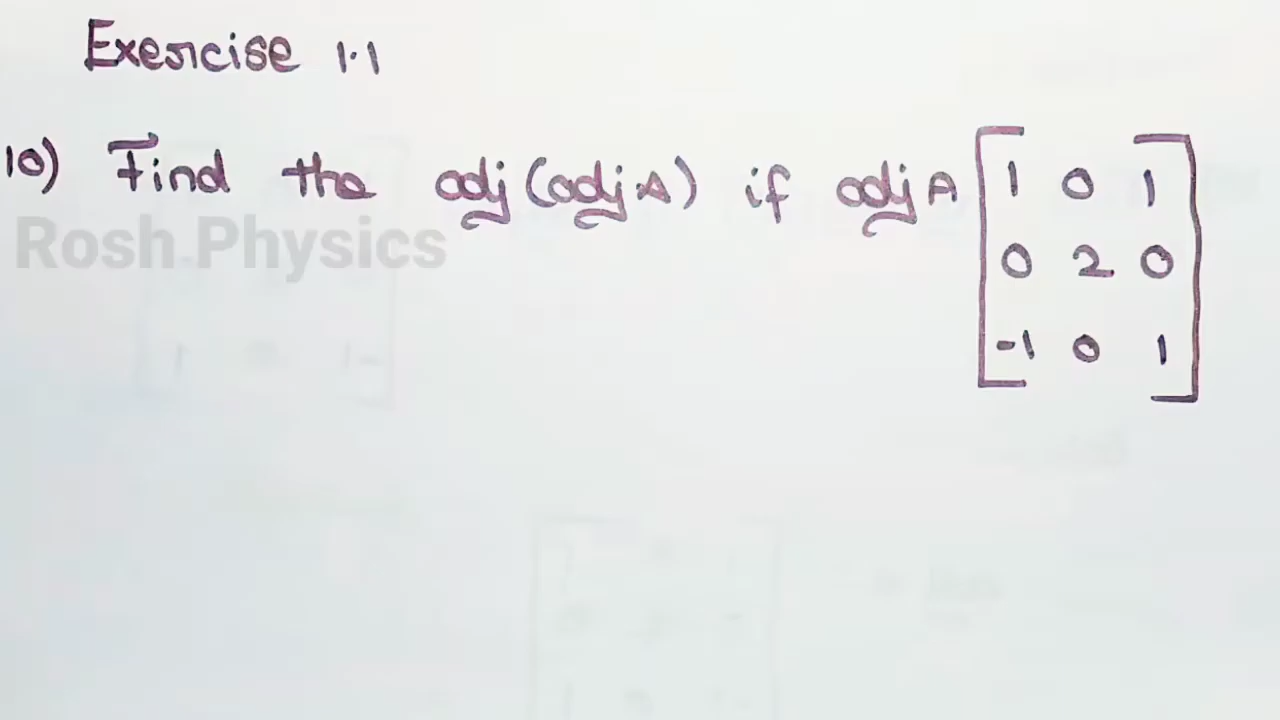 Exercise 1.1
10) Find the adj(adj A) if adj A [1 0 1
0 2 0
-1 0 1]
Rosh Physics